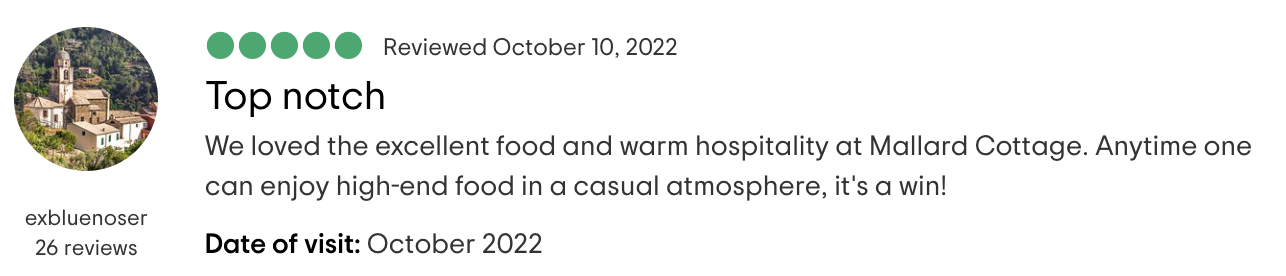 Reviewed October 10, 2022
Top notch
We loved the excellent food and warm hospitality at Mallard Cottage. Anytime one
can enjoy high-end food in a casual atmosphere, it's a win!
Date of visit: October 2022
exbluenoser
26 reviews